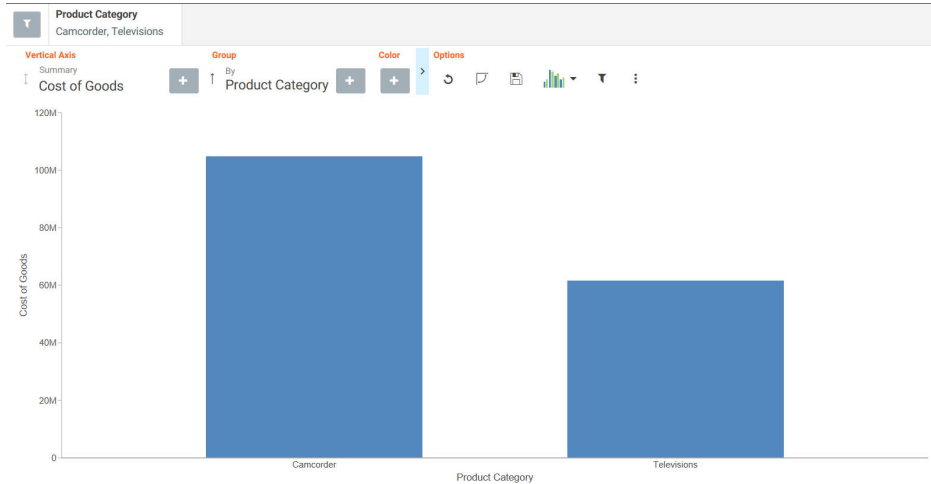 Product Category
Camcorder, Televisions
Vertical Axis
Group
Color
Options
Summary
Cost of Goods
By
Product Category
120M
100M
80M
60M
40M
20M
0
Cost of Goods
Camcorder
Televisions
Product Category